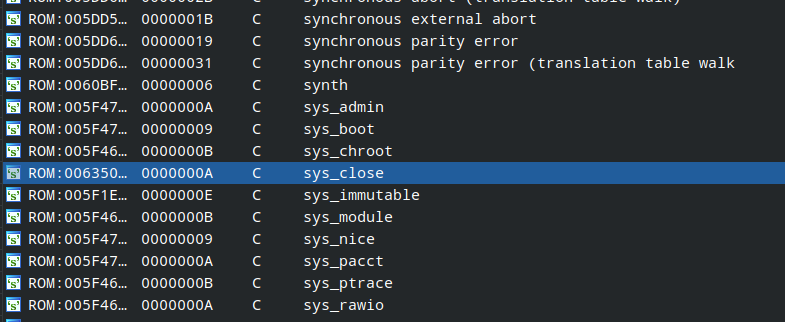 synchronous abort (translation table walk)
ROM:005DD5… 0000001B C synchronous external abort
ROM:005DD6… 00000019 C synchronous parity error
ROM:005DD6… 00000031 C synchronous parity error (translation table walk
ROM:0060BF… 00000006 C synth
ROM:005F47… 0000000A C sys_admin
ROM:005F47… 00000009 C sys_boot
ROM:005F46… 0000000B C sys_chroot
ROM:006350… 0000000A C sys_close
ROM:005F1E… 0000000E C sys_immutable
ROM:005F46… 0000000B C sys_module
ROM:005F47… 00000009 C sys_nice
ROM:005F47… 0000000A C sys_pacct
ROM:005F46… 0000000B C sys_ptrace
ROM:005F46… 0000000A C sys_rawio